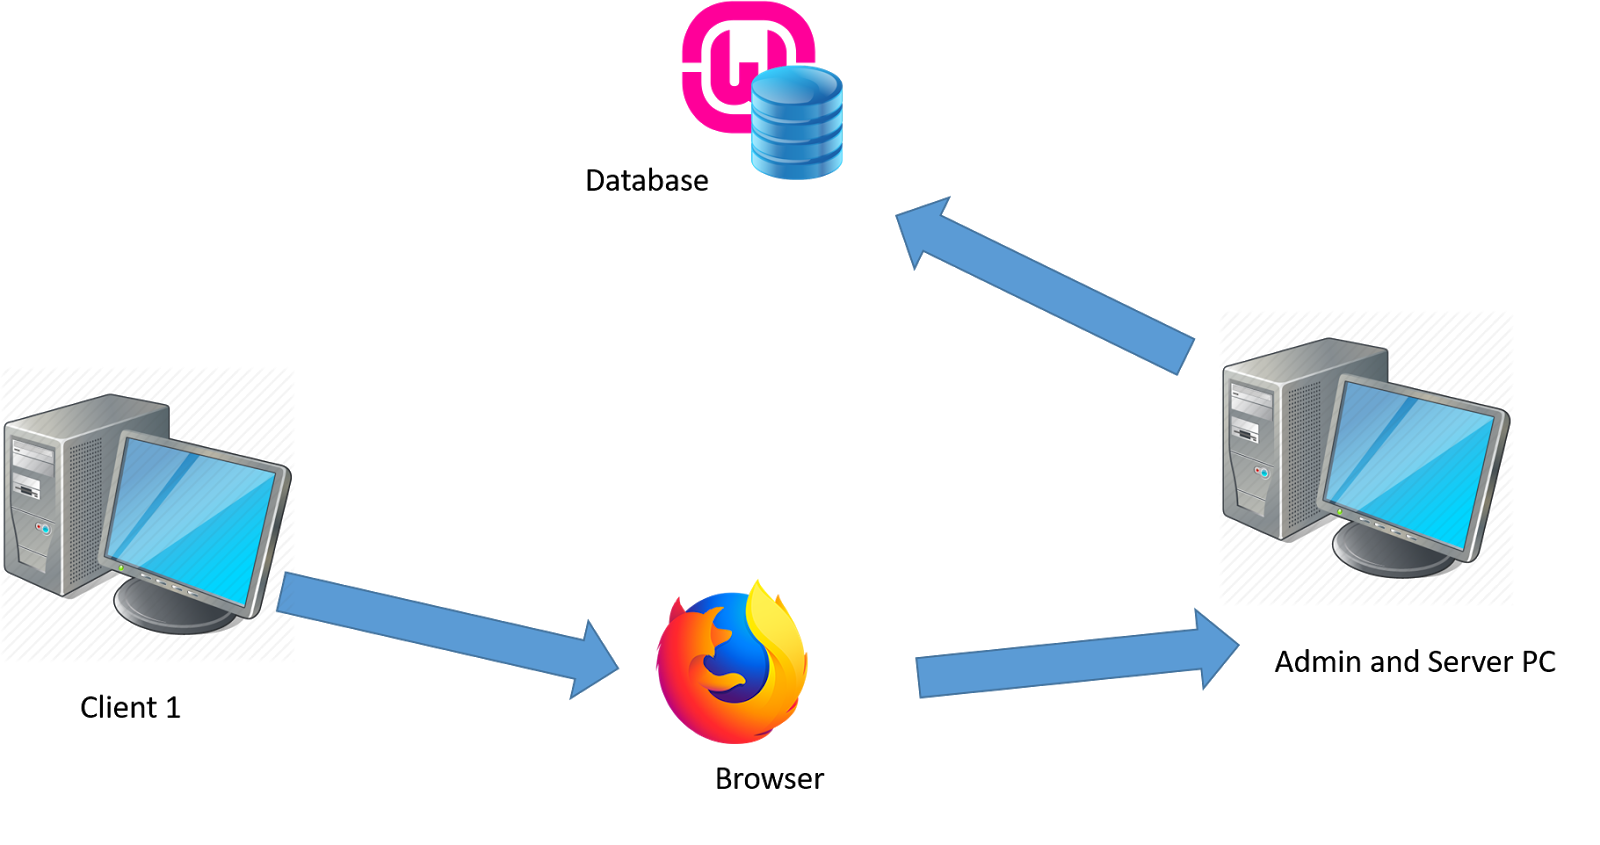 Database
Admin and Server PC
Client 1
Browser